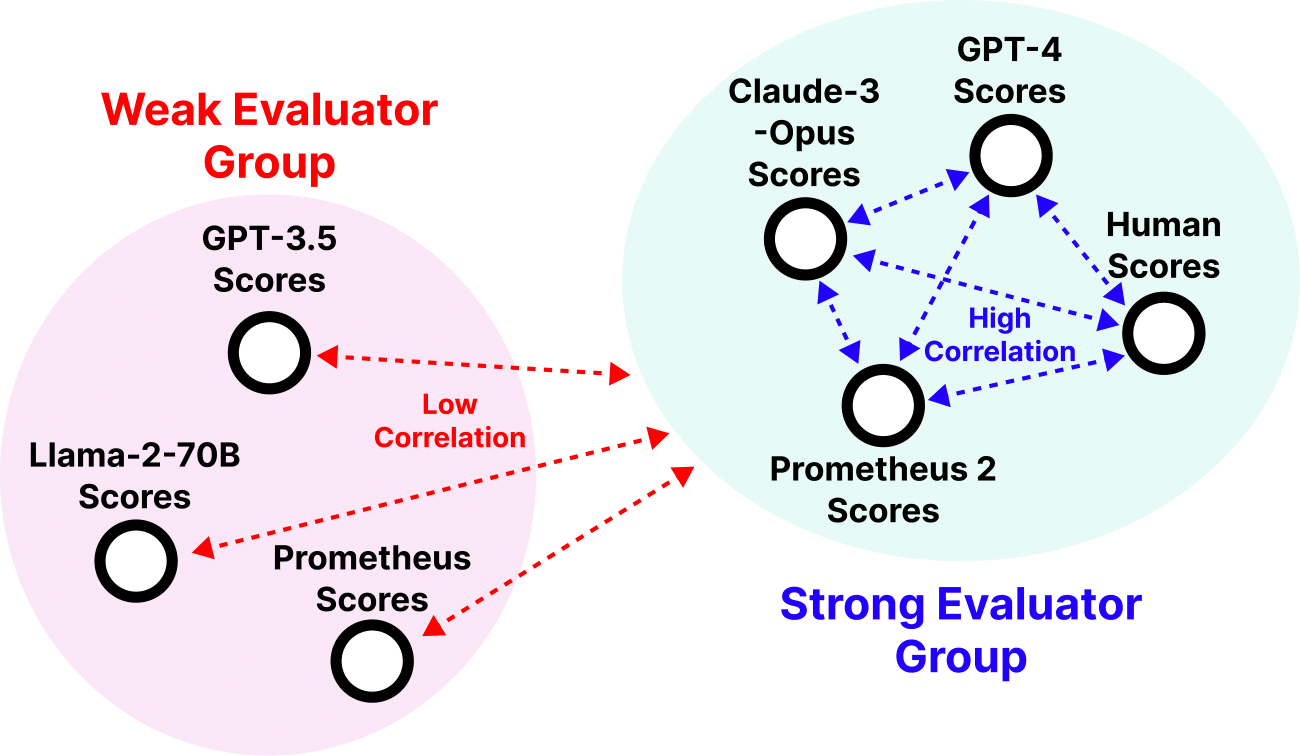 Weak Evaluator
Group
GPT-3.5
Scores
Low
Correlation
Llama-2-70B
Scores
Prometheus
Scores
GPT-4
Scores
Claude-3
-Opus
Scores
Human
Scores
High
Correlation
Prometheus 2
Scores
Strong Evaluator
Group